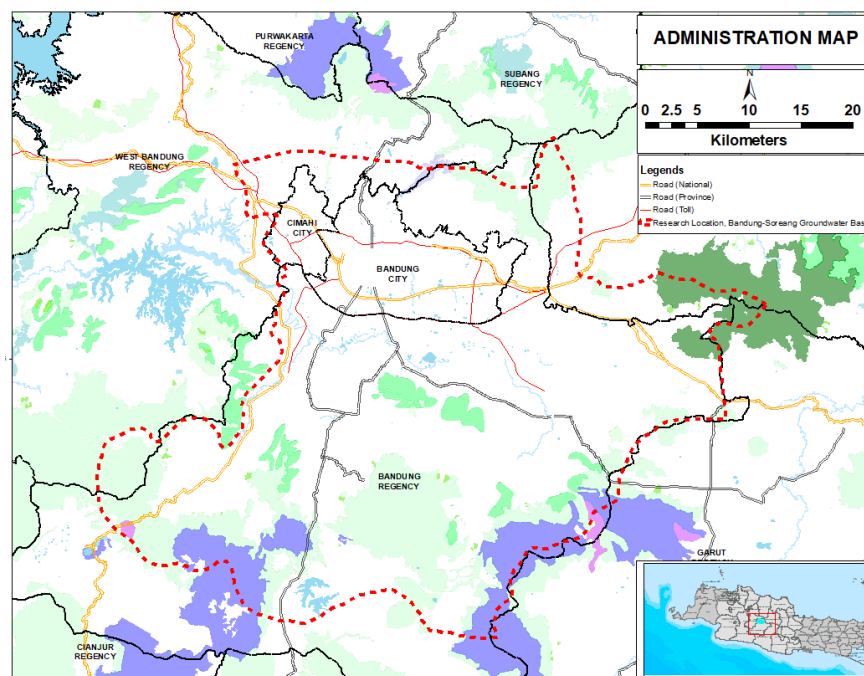 ADMINISTRATION MAP
N
0 2.5 5 10 15 20
Kilometers
Legends
Road (National)
Road (Province)
Road (Toll)
Research Location, Bandung-Soreang Groundwater Bas
PURWAKARTA
REGENCY
SUBANG
REGENCY
WEST BANDUNG
REGENCY
CIMAHI
CITY
BANDUNG
CITY
BANDUNG
REGENCY
GARUT
CIANJUR
REGENCY